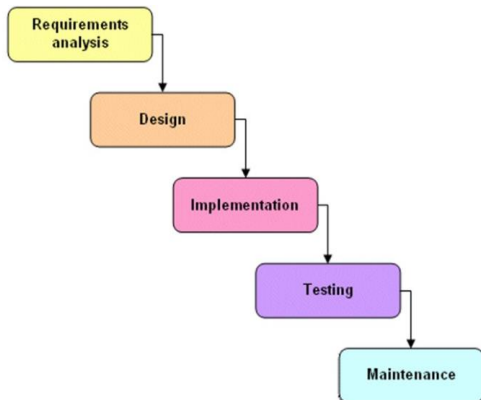 Requirements
analysis
Design
Implementation
Testing
Maintenance